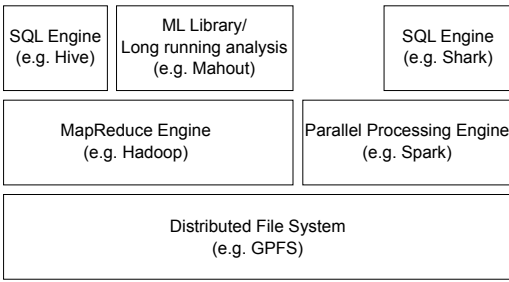 SQL Engine
(e.g. Hive)
ML Library/
Long running analysis
(e.g. Mahout)
SQL Engine
(e.g. Shark)
MapReduce Engine
(e.g. Hadoop)
Parallel Processing Engine
(e.g. Spark)
Distributed File System
(e.g. GPFS)